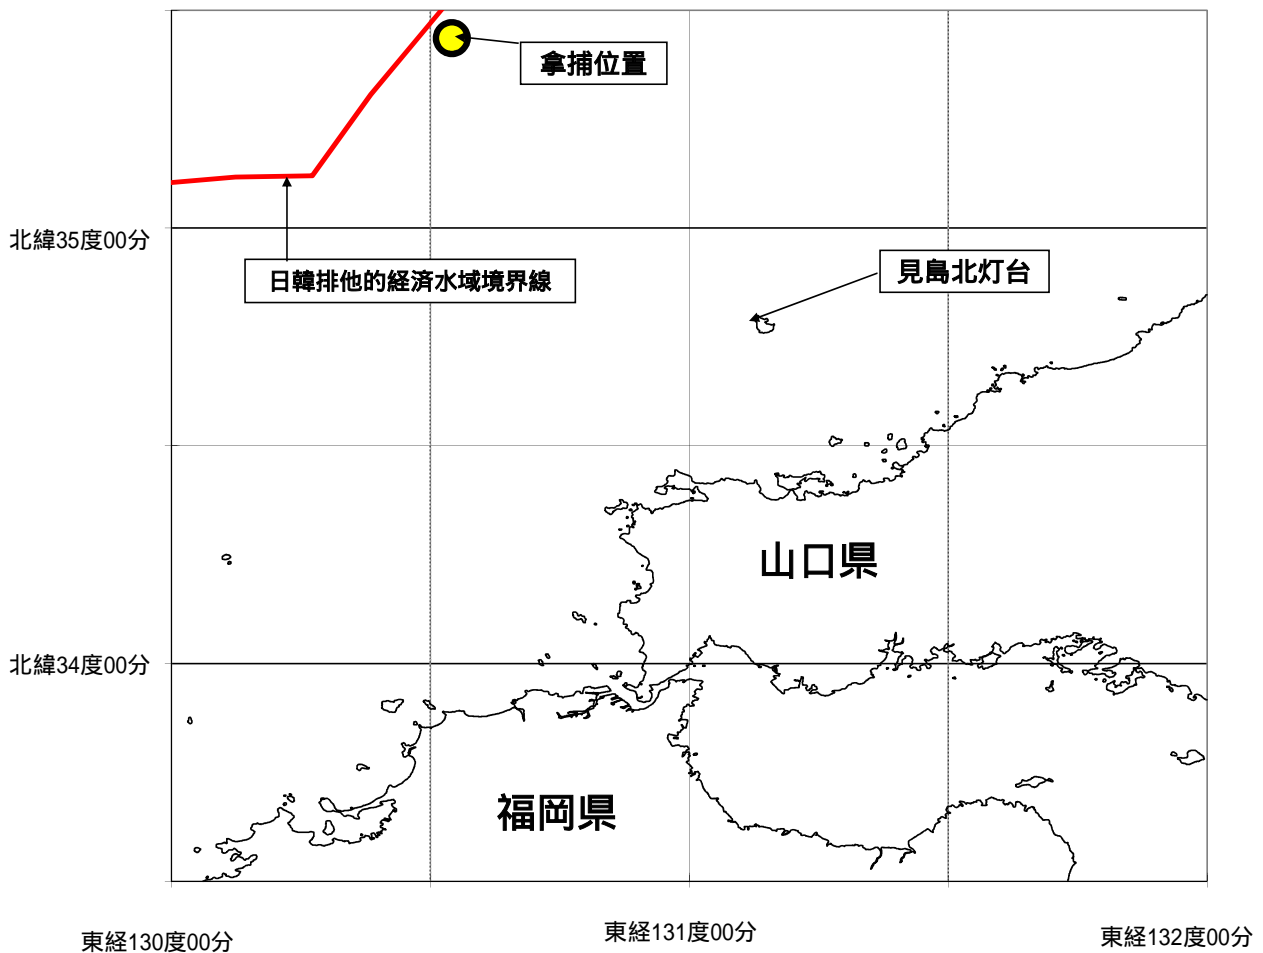 拿捕位置
北緯35度00分
日韓排他的経済水域境界線
見島北灯台
山口県
北緯34度00分
福岡県
東経130度00分
東経131度00分
東経132度00分